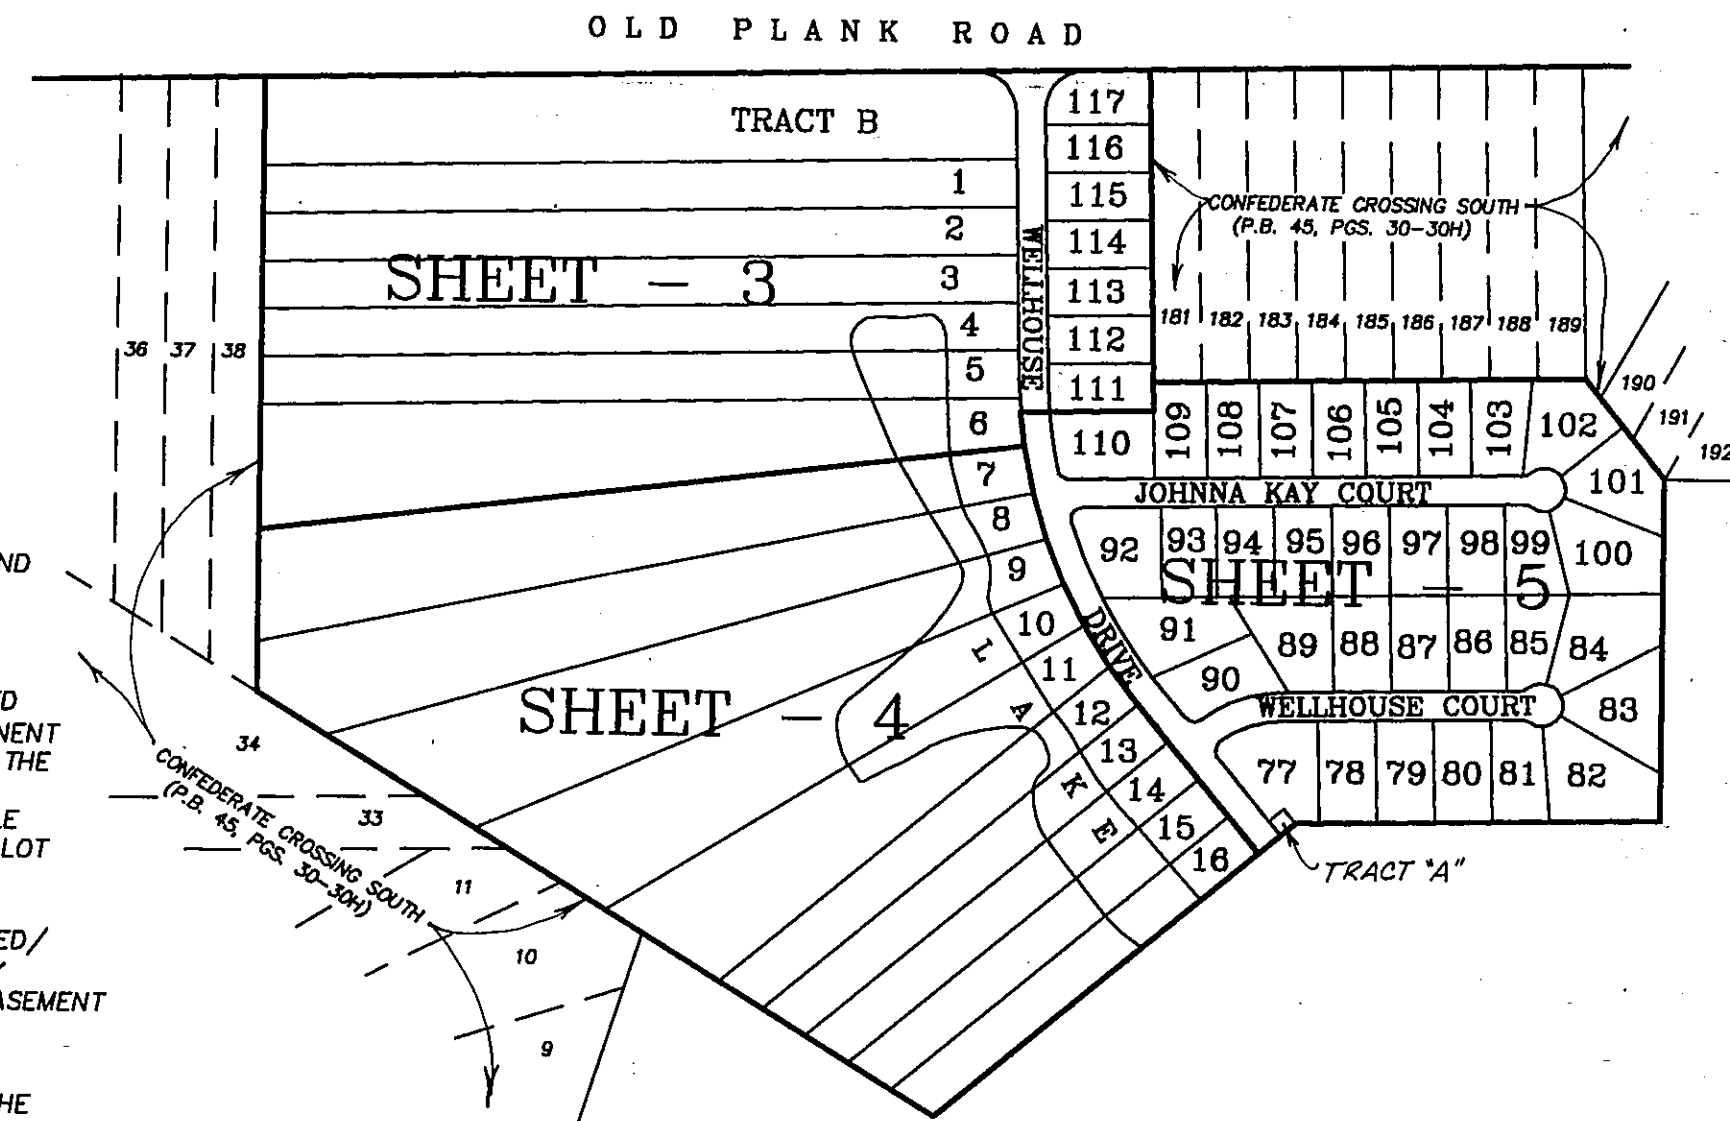 OLD PLANK ROAD
TRACT B
117
116
115
114
113
112
111
110
1
2
3
4
5
6
SHEET - 3
WELLHOUSE
DRIVE
CONFEDERATE CROSSING SOUTH
(P.B. 45, PGS. 30-30H)
181 182 183 184 185 186 187 188 189
190
191
192
36 37 38
109 108 107 106 105 104 103 102
101
100
JOHNNA KAY COURT
92 93 94 95 96 97 98 99
SHEET - 5
91
90
89 88 87 86 85 84
83
82
WELLHOUSE COURT
77 78 79 80 81
TRACT "A"
7
8
9
10
11
12
13
14
15
16
LAKE
SHEET - 4
34
33
11
10
9
CONFEDERATE CROSSING SOUTH
(P.B. 45, PGS. 30-30H)
ND
NENT
THE
LOT
ED/
ASEMENT
HE